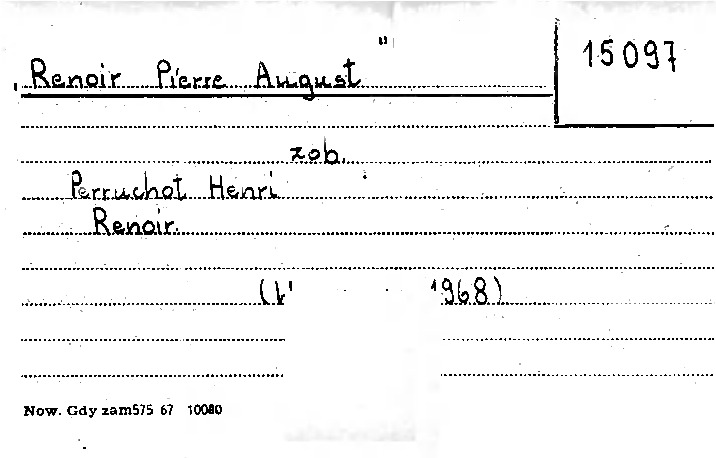 15097
Renoir Pierre August
zob.
Perruchot Henri
Renoir.
1968)
Now. Gdy zam575 67 10080